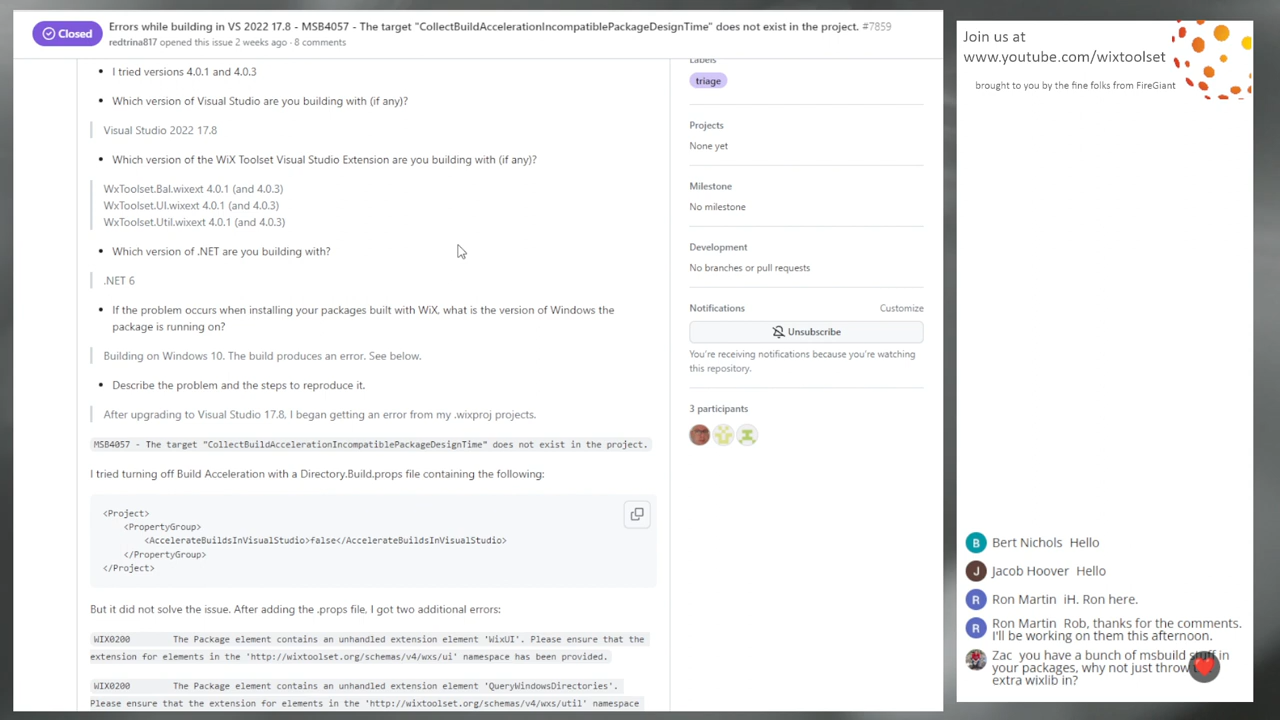 Closed
Errors while building in VS 2022 17.8 - MSB4057 - The target "CollectBuildAccelerationIncompatiblePackageDesignTime" does not exist in the project. #7859
redtrina817 opened this issue 2 weeks ago · 8 comments
• I tried versions 4.0.1 and 4.0.3
• Which version of Visual Studio are you building with (if any)?
Visual Studio 2022 17.8
• Which version of the WiX Toolset Visual Studio Extension are you building with (if any)?
WxToolset.Bal.wixext 4.0.1 (and 4.0.3)
WxToolset.UI.wixext 4.0.1 (and 4.0.3)
WxToolset.Util.wixext 4.0.1 (and 4.0.3)
• Which version of .NET are you building with?
.NET 6
• If the problem occurs when installing your packages built with WiX, what is the version of Windows the
package is running on?
Building on Windows 10. The build produces an error. See below.
• Describe the problem and the steps to reproduce it.
After upgrading to Visual Studio 17.8, I began getting an error from my .wixproj projects.
MSB4057 - The target "CollectBuildAccelerationIncompatiblePackageDesignTime" does not exist in the project.
I tried turning off Build Acceleration with a Directory.Build.props file containing the following:
<Project>
<PropertyGroup>
<AccelerateBuildsInVisualStudio>false</AccelerateBuildsInVisualStudio>
</PropertyGroup>
</Project>
But it did not solve the issue. After adding the .props file, I got two additional errors:
WIX0200 The Package element contains an unhandled extension element 'WixUI'. Please ensure that the
extension for elements in the 'http://wixtoolset.org/schemas/v4/wxs/ui' namespace has been provided.
WIX0200 The Package element contains an unhandled extension element 'QueryWindowsDirectories'.
Please ensure that the extension for elements in the 'http://wixtoolset.org/schemas/v4/wxs/util' namespace
Labels
triage
Projects
None yet
Milestone
No milestone
Development
No branches or pull requests
Notifications
Customize
Unsubscribe
You're receiving notifications because you're watching
this repository.
3 participants
Join us at
www.youtube.com/wixtoolset
brought to you by the fine folks from FireGiant
B Bert Nichols Hello
J Jacob Hoover Hello
R Ron Martin iH. Ron here.
R Ron Martin Rob, thanks for the comments.
I'll be working on them this afternoon.
Zac you have a bunch of msbuild stuff in
your packages, why not just throw
extra wixlib in?